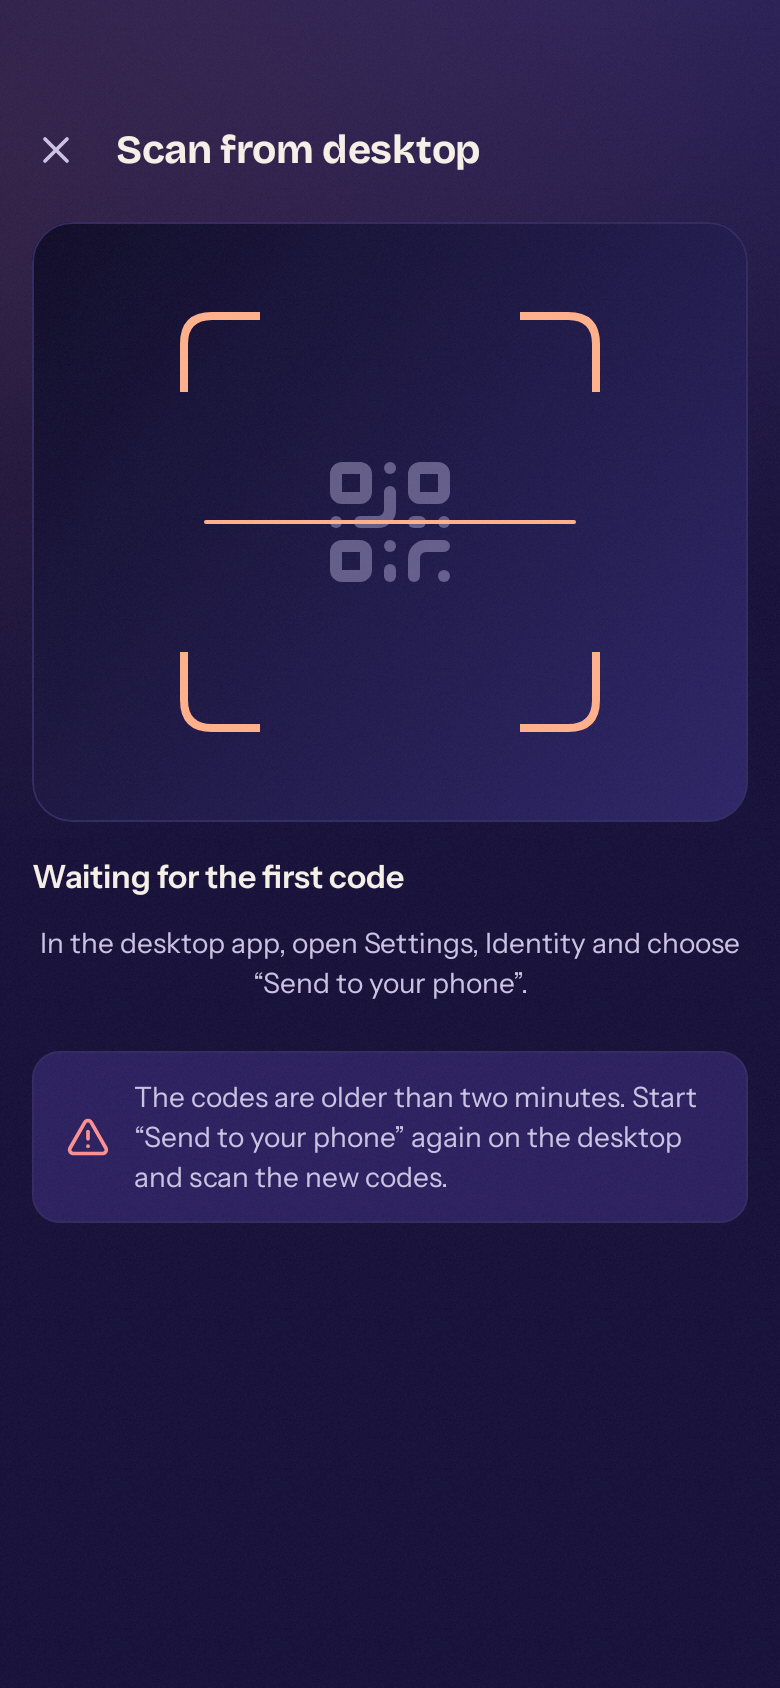 Scan from desktop
Waiting for the first code
In the desktop app, open Settings, Identity and choose
“Send to your phone”.
The codes are older than two minutes. Start
“Send to your phone” again on the desktop
and scan the new codes.